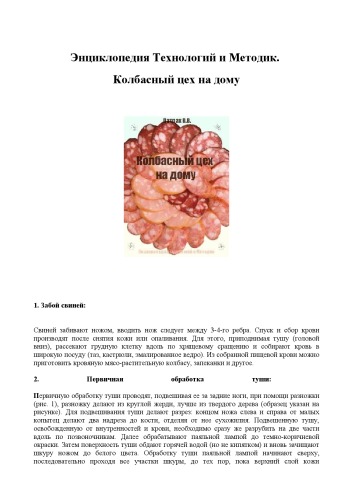 Энциклопедия Технологий и Методик.
Колбасный цех на дому
Колбасный цех
на дому
1. Забой свиней:
Свиней забивают ножом, вводить нож следует между 3-4-го ребра. Спуск и сбор крови
производят после снятия кожи или опаливания. Для этого, приподнимая тушу (головой
вниз), рассекают грудную клетку вдоль по хрящевому сращению и собирают кровь в
широкую посуду (таз, кастрюли, эмалированное ведро). Из собранной пищевой крови можно
приготовить кровяную мясо-растительную колбасу, запеканки и другое.
2. Первичная обработка туши:
Первичную обработку туши проводят, подвешивая ее за задние ноги, при помощи разножки
(рис. 1), разножку делают из круглой жерди, лучше из твердого дерева (образец указан на
рисунке). Для подвешивания туши делают разрез: концом ножа слева и справа от малых
копытец делают два надреза до кости, отделяя от нее сухожилия. Подвешенную тушу,
освобожденную от внутренностей и крови, необходимо сразу же разрубить на две части
вдоль по позвоночникам. Далее обрабатывают паяльной лампой до темно-коричневой
окраски. Затем поверхность туши обдают горячей водой (но не кипятком) и вновь зачищают
шкуру ножом до белого цвета. Обработку туши паяльной лампой начинают сверху,
последовательно проходя все участки шкуры, до тех пор, пока верхний слой кожи